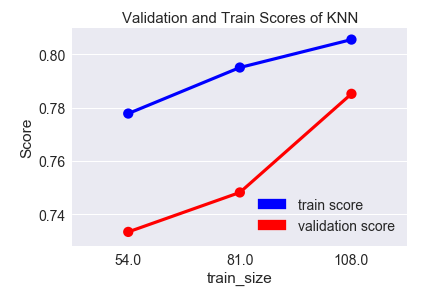 Validation and Train Scores of KNN
Score
0.80
0.78
0.76
0.74
train score
validation score
54.0 81.0 108.0
train_size